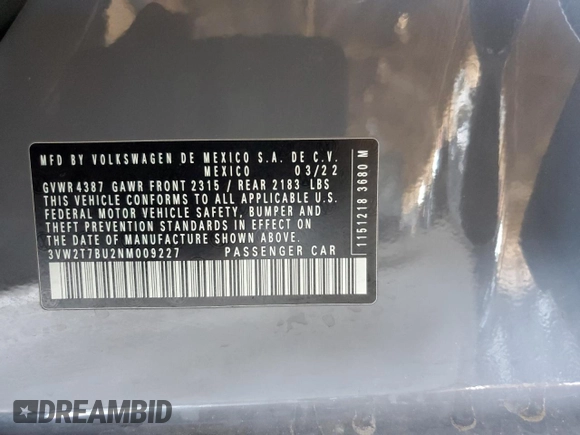 MFD BY VOLKSWAGEN DE MEXICO S.A. DE C.V.
MEXICO 03/22
GVWR 4387 GAWR FRONT 2315 / REAR 2183 LBS
THIS VEHICLE CONFORMS TO ALL APPLICABLE U.S.
FEDERAL MOTOR VEHICLE SAFETY, BUMPER AND
THEFT PREVENTION STANDARDS IN EFFECT ON
THE DATE OF MANUFACTURE SHOWN ABOVE.
3VW2T7BU2NM009227 PASSENGER CAR
1151218 3680 M
DREAMBID